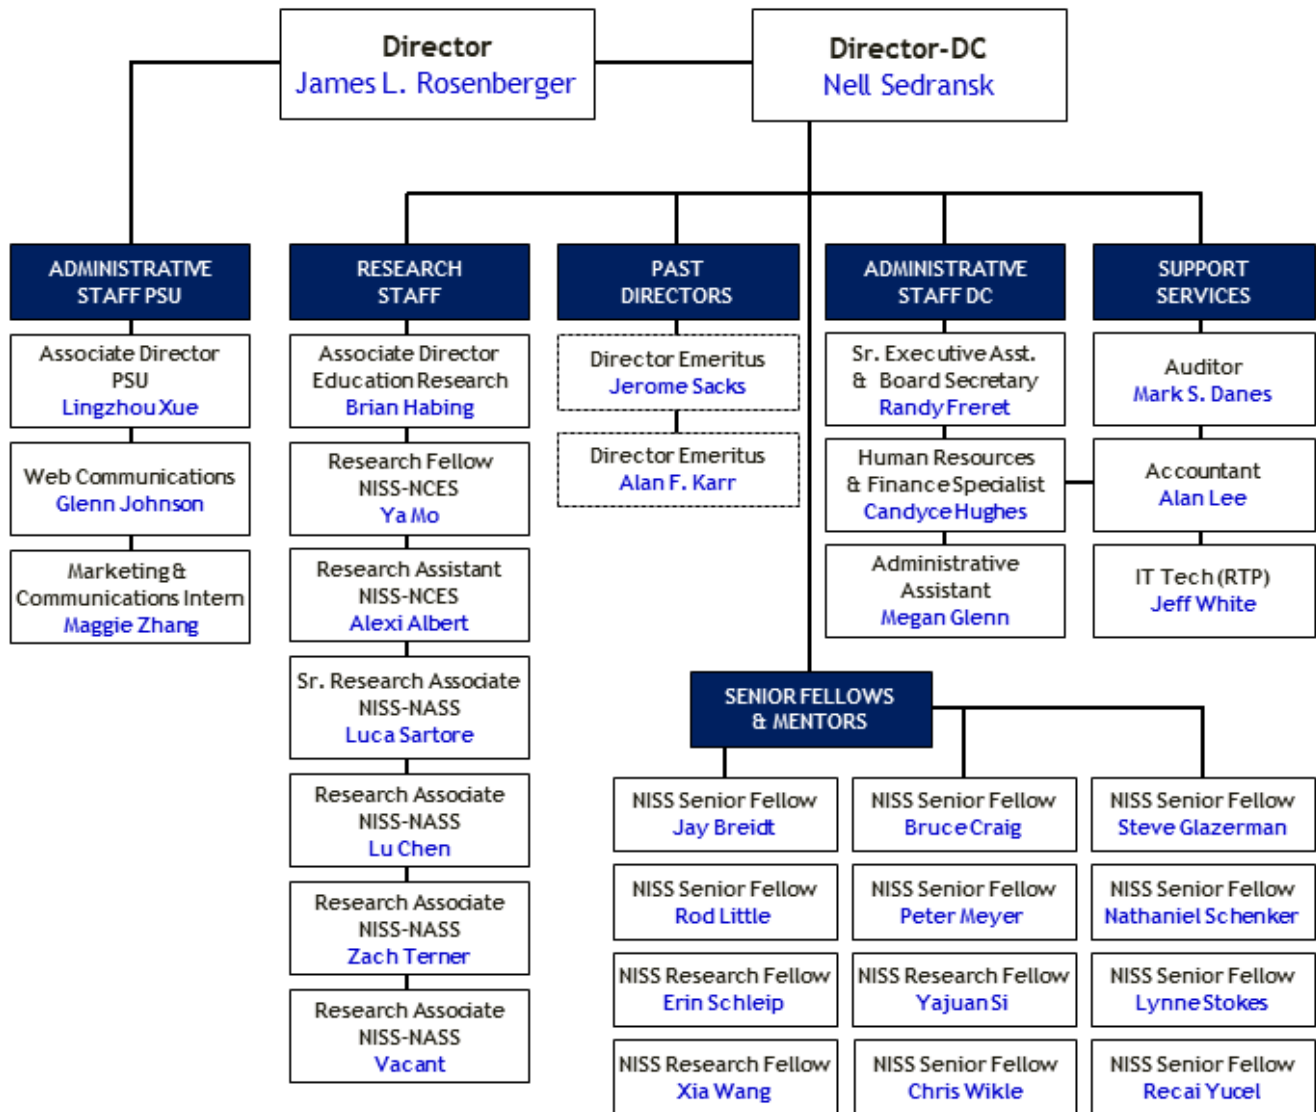 Director
James L. Rosenberger
Director-DC
Nell Sedransk
ADMINISTRATIVE
STAFF PSU
Associate Director
PSU
Lingzhou Xue
Web Communications
Glenn Johnson
Marketing &
Communications Intern
Maggie Zhang
RESEARCH
STAFF
Associate Director
Education Research
Brian Habing
Research Fellow
NISS-NCES
Ya Mo
Research Assistant
NISS-NCES
Alexi Albert
Sr. Research Associate
NISS-NASS
Luca Sartore
Research Associate
NISS-NASS
Lu Chen
Research Associate
NISS-NASS
Zach Terner
Research Associate
NISS-NASS
Vacant
PAST
DIRECTORS
Director Emeritus
Jerome Sacks
Director Emeritus
Alan F. Karr
ADMINISTRATIVE
STAFF DC
Sr. Executive Asst.
& Board Secretary
Randy Freret
Human Resources
& Finance Specialist
Candyce Hughes
Administrative
Assistant
Megan Glenn
SUPPORT
SERVICES
Auditor
Mark S. Danes
Accountant
Alan Lee
IT Tech (RTP)
Jeff White
SENIOR FELLOWS
& MENTORS
NISS Senior Fellow
Jay Breidt
NISS Senior Fellow
Bruce Craig
NISS Senior Fellow
Steve Glazerman
NISS Senior Fellow
Rod Little
NISS Senior Fellow
Peter Meyer
NISS Senior Fellow
Nathaniel Schenker
NISS Research Fellow
Erin Schleip
NISS Research Fellow
Yajuan Si
NISS Senior Fellow
Lynne Stokes
NISS Research Fellow
Xia Wang
NISS Senior Fellow
Chris Wikle
NISS Senior Fellow
Recai Yucel